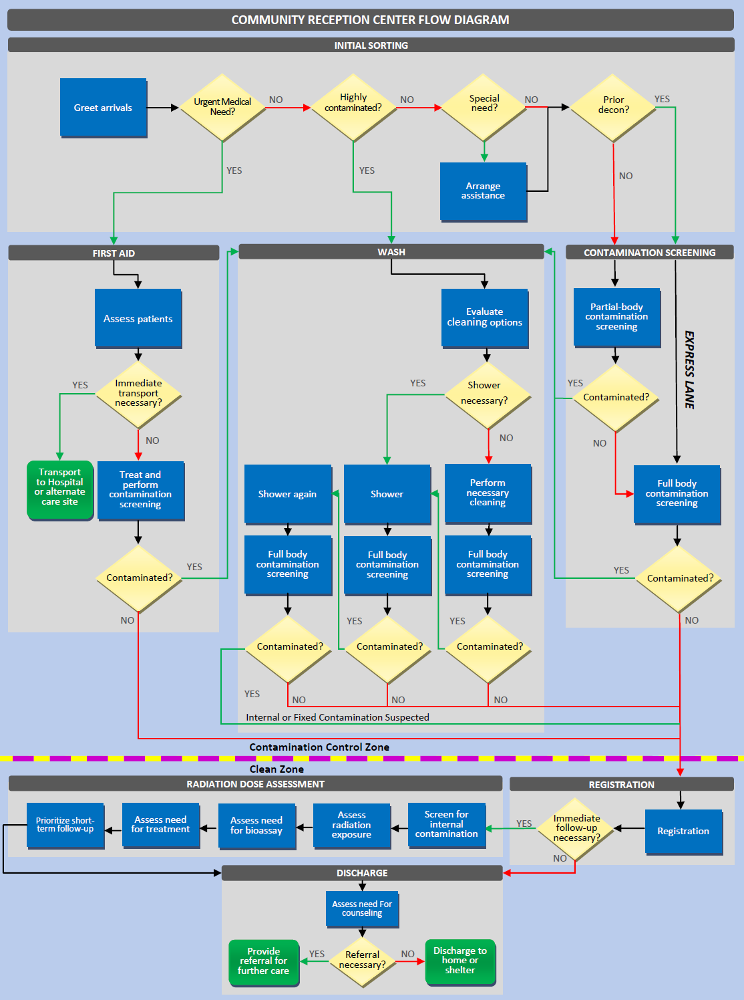 COMMUNITY RECEPTION CENTER FLOW DIAGRAM
INITIAL SORTING
Greet arrivals
Urgent Medical
Need?
NO
YES
Highly
contaminated?
NO
YES
Special
need?
NO
Arrange
assistance
Prior
decon?
YES
NO
FIRST AID
Assess patients
Immediate
transport
necessary?
YES
NO
Transport
to Hospital
or alternate
care site
Treat and
perform
contamination
screening
Contaminated?
YES
NO
WASH
Evaluate
cleaning options
Shower
necessary?
YES
NO
Shower again
Shower
Perform
necessary
cleaning
Full body
contamination
screening
Full body
contamination
screening
Full body
contamination
screening
Contaminated?
YES
NO
Contaminated?
YES
NO
Contaminated?
YES
NO
Internal or Fixed Contamination Suspected
CONTAMINATION SCREENING
Partial-body
contamination
screening
EXPRESS LANE
Contaminated?
YES
NO
Full body
contamination
screening
Contaminated?
YES
NO
Contamination Control Zone
Clean Zone
RADIATION DOSE ASSESSMENT
Prioritize short-
term follow-up
Assess need
for treatment
Assess need
for bioassay
Assess
radiation
exposure
Screen for
internal
contamination
REGISTRATION
YES
Immediate
follow-up
necessary?
NO
Registration
DISCHARGE
Assess need For
counseling
Provide
referral for
further care
YES
Referral
necessary?
NO
Discharge to
home or
shelter